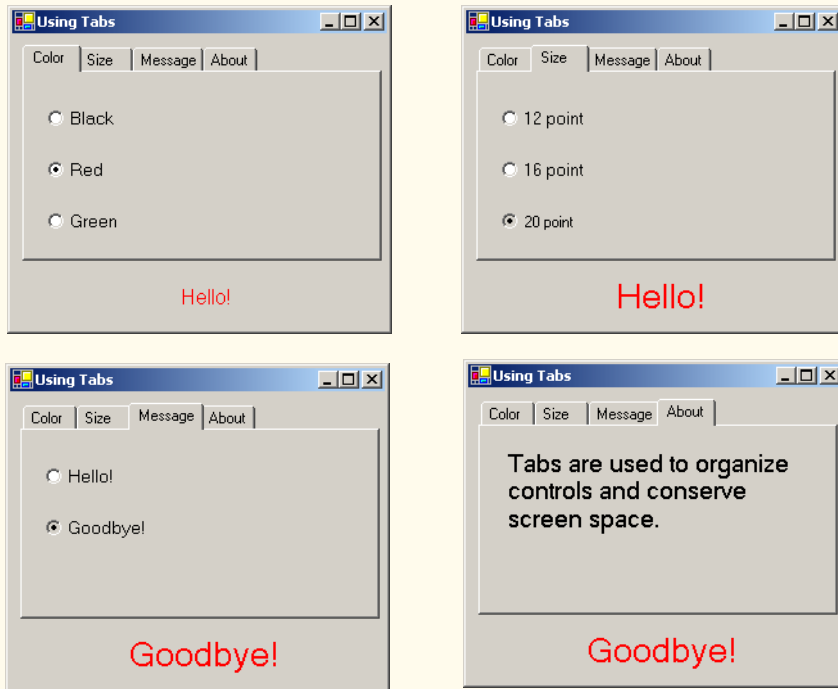 Using Tabs
Color Size Message About
Black
Red
Green
Hello!
Using Tabs
Color Size Message About
12 point
16 point
20 point
Hello!
Using Tabs
Color Size Message About
Hello!
Goodbye!
Goodbye!
Using Tabs
Color Size Message About
Tabs are used to organize
controls and conserve
screen space.
Goodbye!